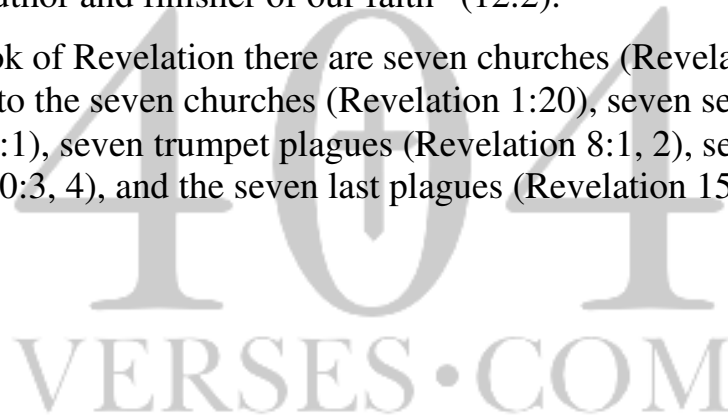 author and finisher of our faith" (12:2).
ok of Revelation there are seven churches (Revela
to the seven churches (Revelation 1:20), seven se
:1), seven trumpet plagues (Revelation 8:1, 2), se
0:3, 4), and the seven last plagues (Revelation 15
404
VERSES•COM